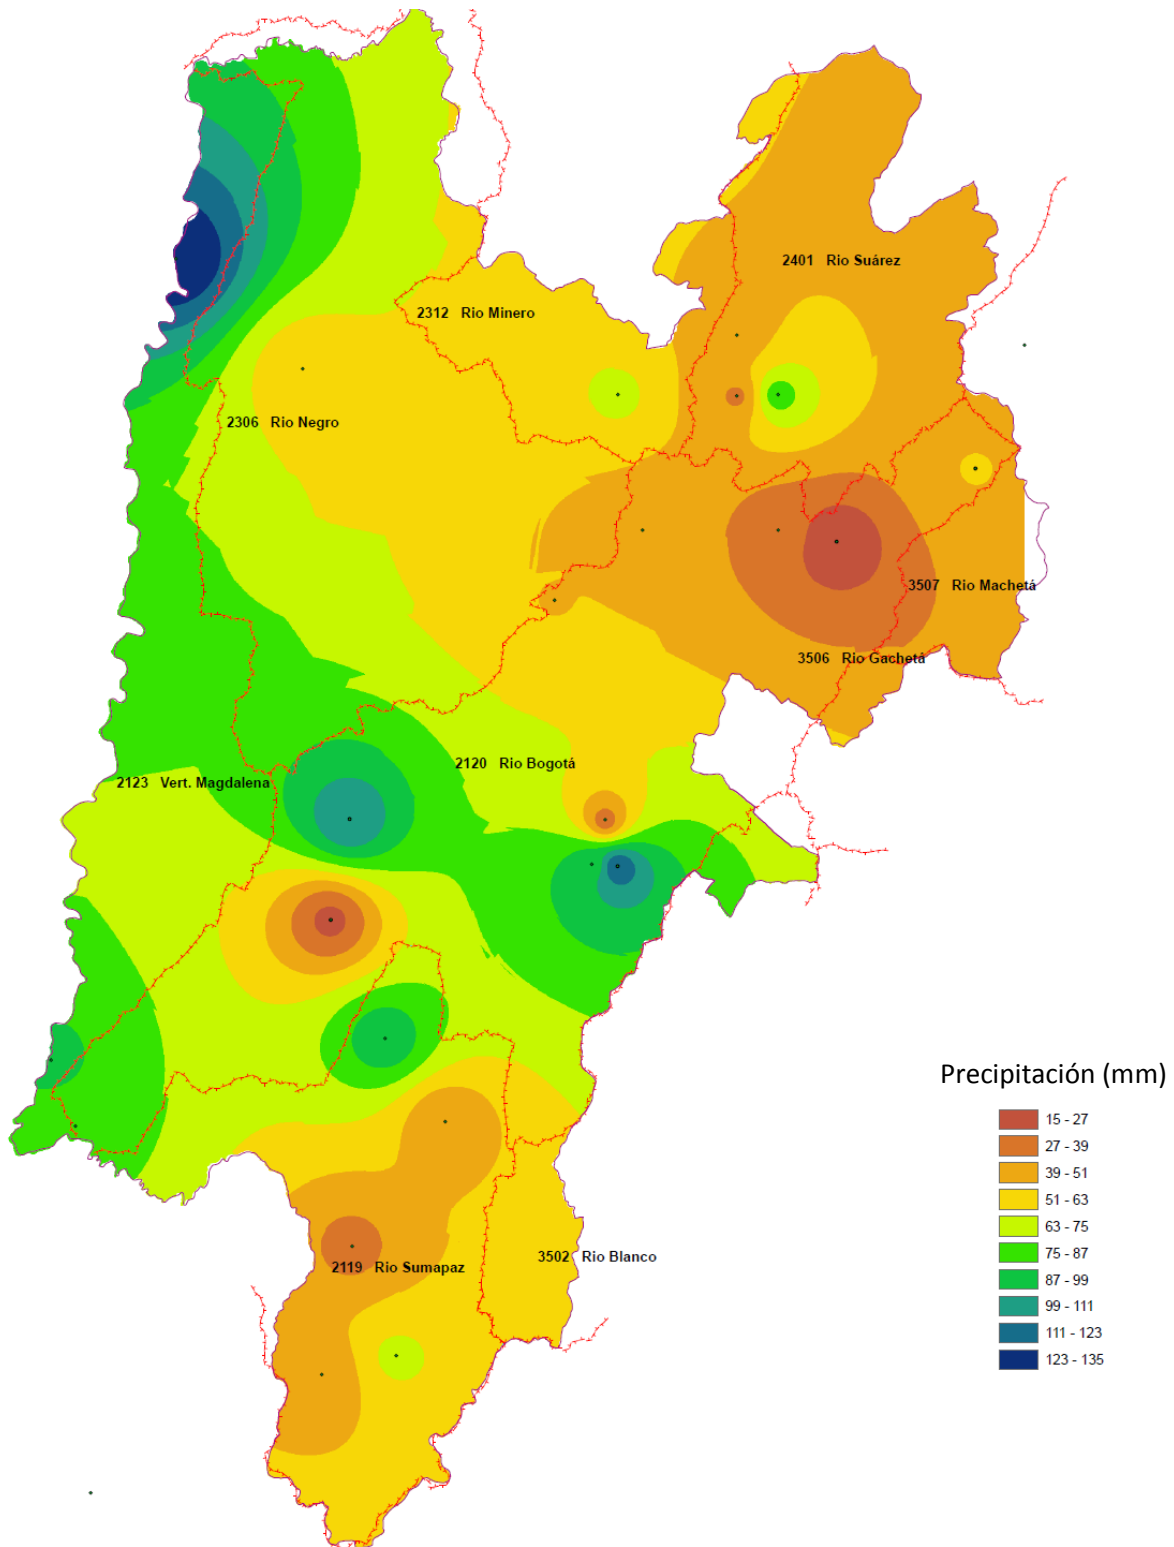 2401 Rio Suárez
2312 Rio Minero
2306 Rio Negro
3507 Rio Machetá
3506 Rio Gachetá
2120 Rio Bogotá
2123 Vert. Magdalena
3502 Rio Blanco
2119 Rio Sumapaz
Precipitación (mm)
15 - 27
27 - 39
39 - 51
51 - 63
63 - 75
75 - 87
87 - 99
99 - 111
111 - 123
123 - 135